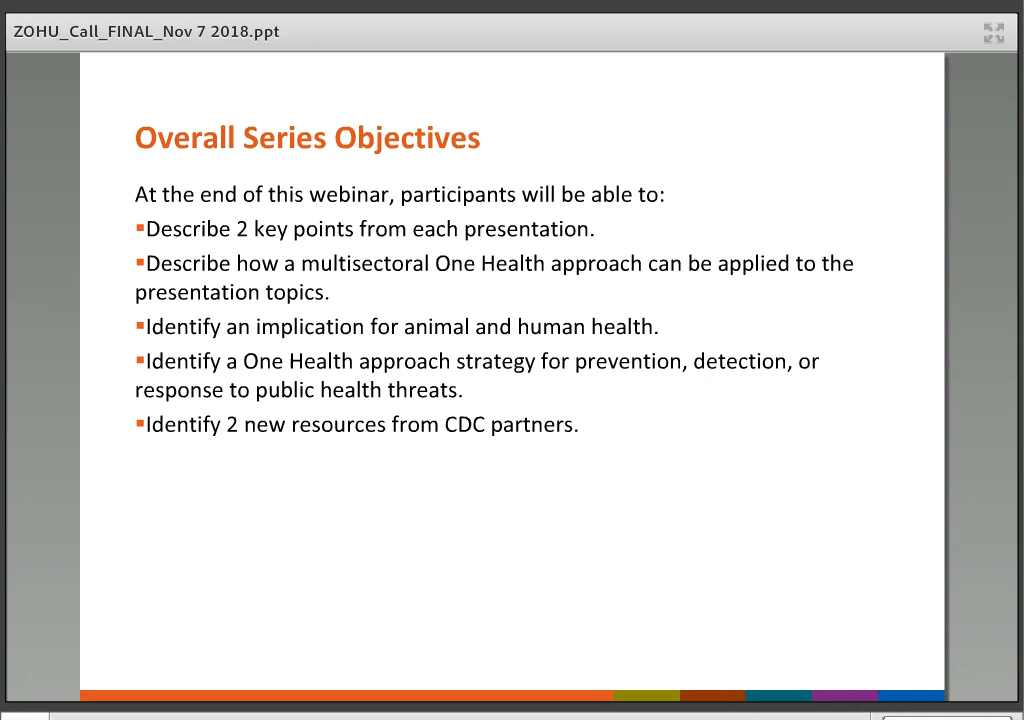 ZOHU_Call_FINAL_Nov 7 2018.ppt
Overall Series Objectives
At the end of this webinar, participants will be able to:
▪Describe 2 key points from each presentation.
▪Describe how a multisectoral One Health approach can be applied to the
presentation topics.
▪Identify an implication for animal and human health.
▪Identify a One Health approach strategy for prevention, detection, or
response to public health threats.
▪Identify 2 new resources from CDC partners.